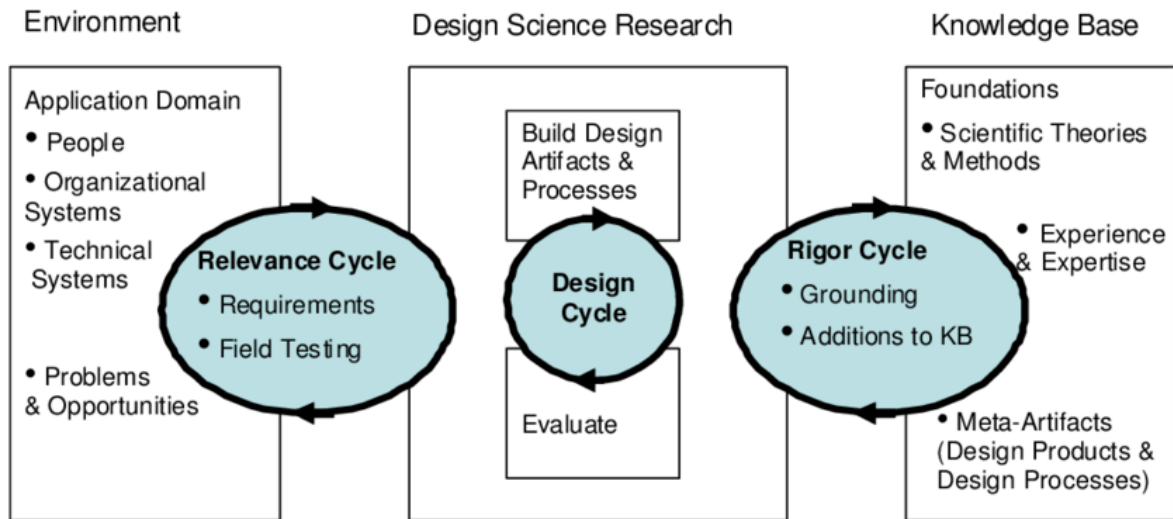 Environment
Design Science Research
Knowledge Base
Application Domain
• People
• Organizational
Systems
• Technical
Systems
• Problems
& Opportunities
Relevance Cycle
• Requirements
• Field Testing
Build Design
Artifacts &
Processes
Design
Cycle
Evaluate
Rigor Cycle
• Grounding
• Additions to KB
Foundations
• Scientific Theories
& Methods
• Experience
& Expertise
• Meta-Artifacts
(Design Products &
Design Processes)